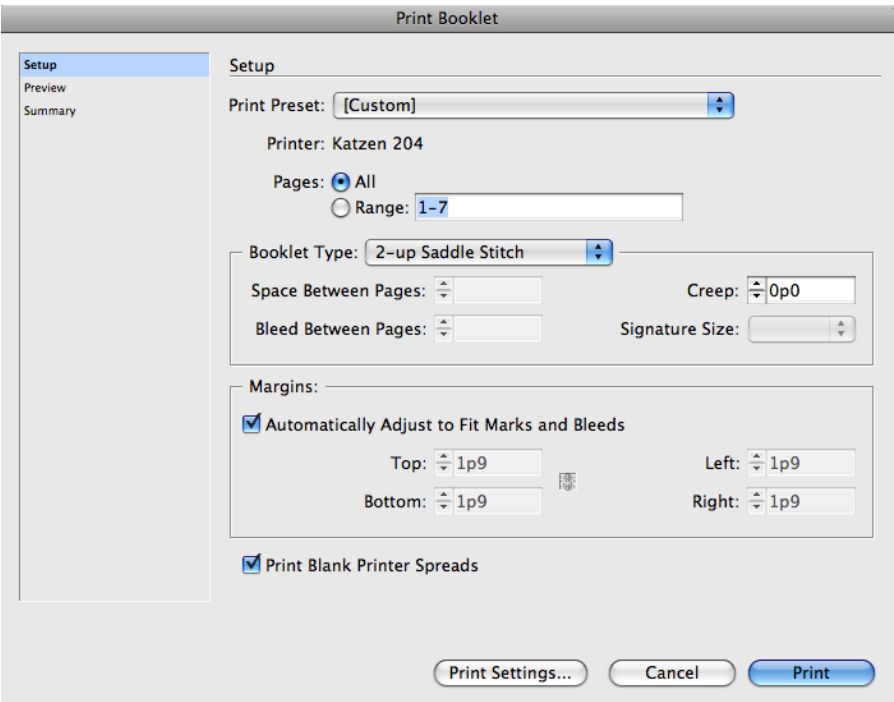 Print Booklet
Setup
Preview
Summary
Setup
Print Preset: [Custom]
Printer: Katzen 204
Pages: All
Range: 1-7
Booklet Type: 2-up Saddle Stitch
Space Between Pages: Creep: 0p0
Bleed Between Pages: Signature Size:
Margins:
Automatically Adjust to Fit Marks and Bleeds
Top: 1p9 Left: 1p9
Bottom: 1p9 Right: 1p9
Print Blank Printer Spreads
Print Settings... Cancel Print